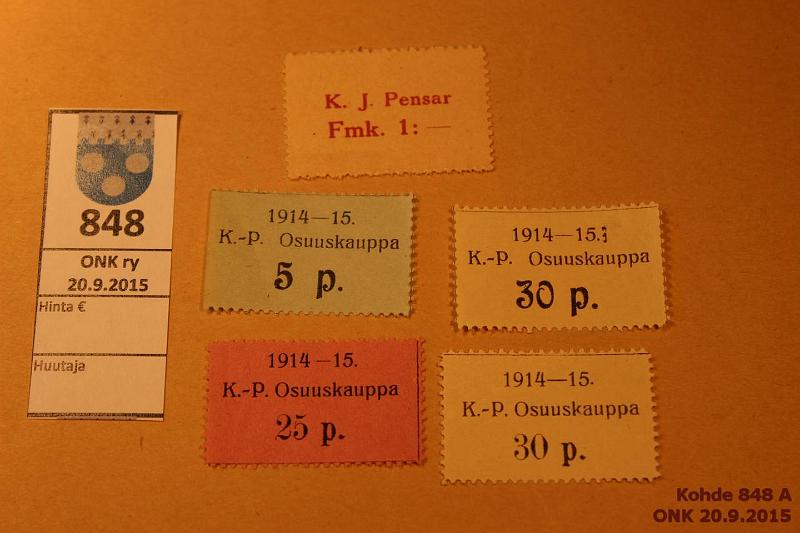 K. J. Pensar
Fmk. 1: —
848
ONK ry
20.9.2015
Hinta €
Huutaja
1914—15.
K.-P. Osuuskauppa
5 p.
1914—15.
K.-P. Osuuskauppa
30 p.
1914—15.
K.-P. Osuuskauppa
25 p.
1914—15.
K.-P. Osuuskauppa
30 p.
Kohde 848 A
ONK 20.9.2015